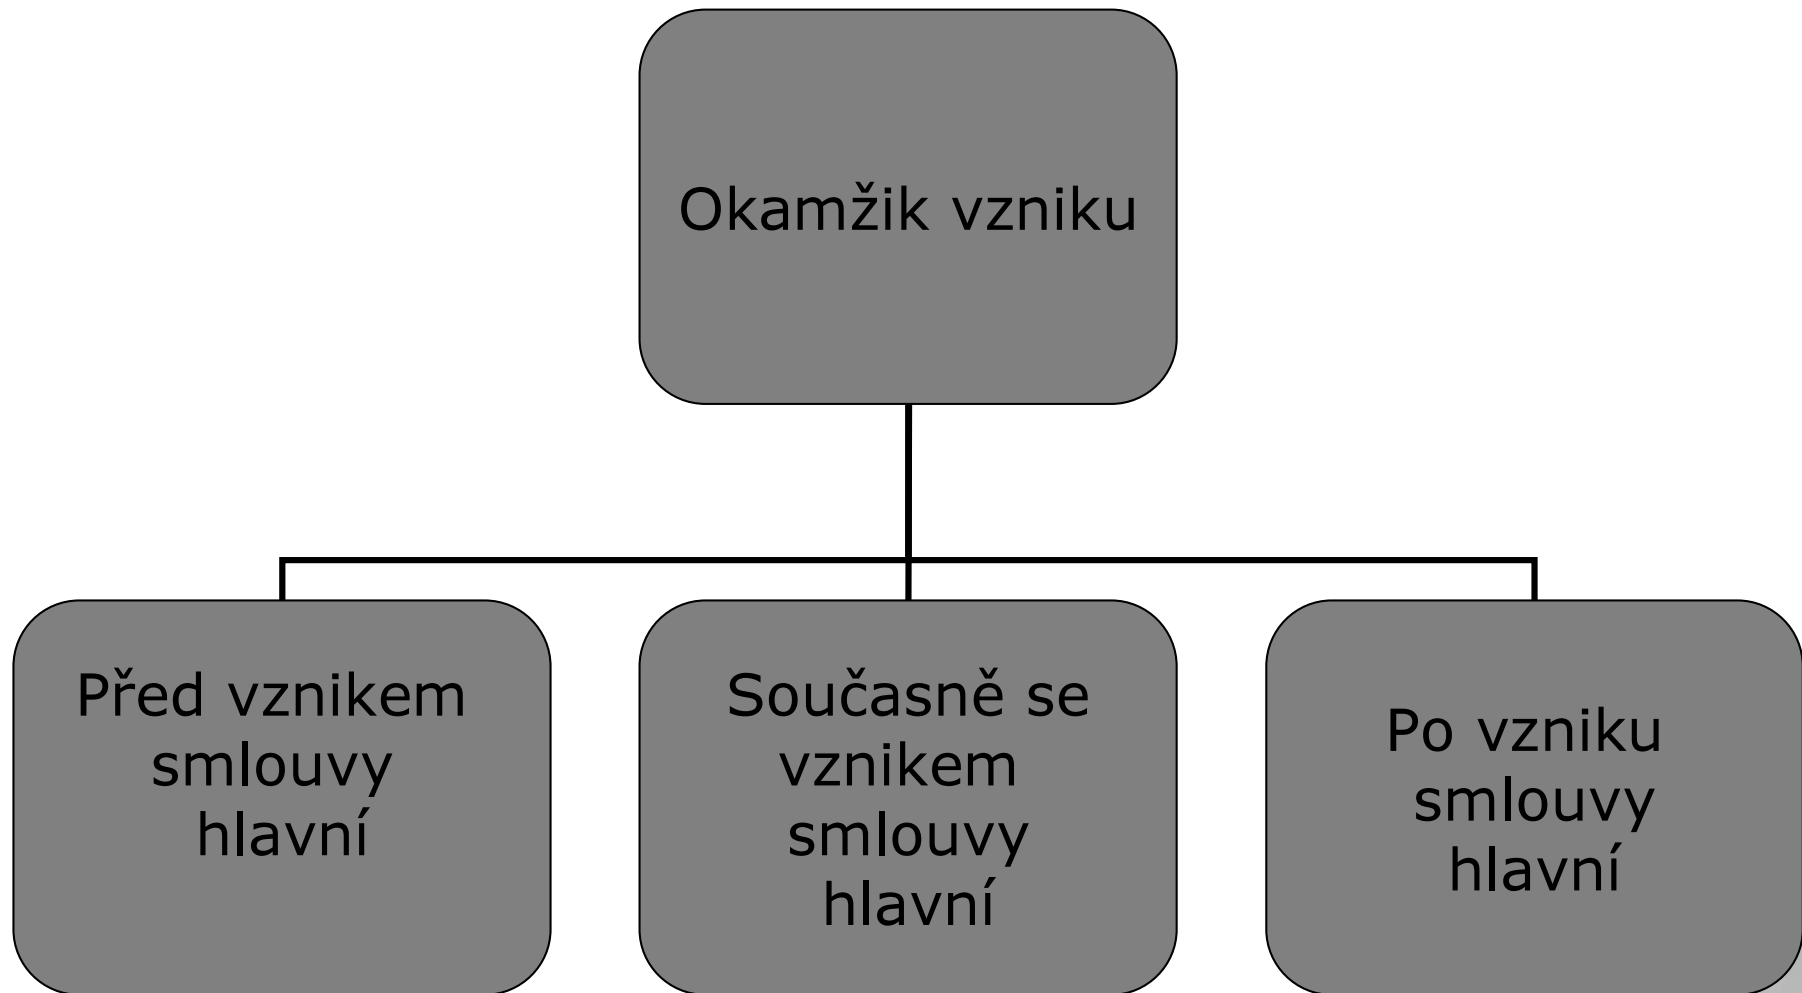 Okamžik vzniku
Před vznikem
smlouvy
hlavní
Současně se
vznikem
smlouvy
hlavní
Po vzniku
smlouvy
hlavní